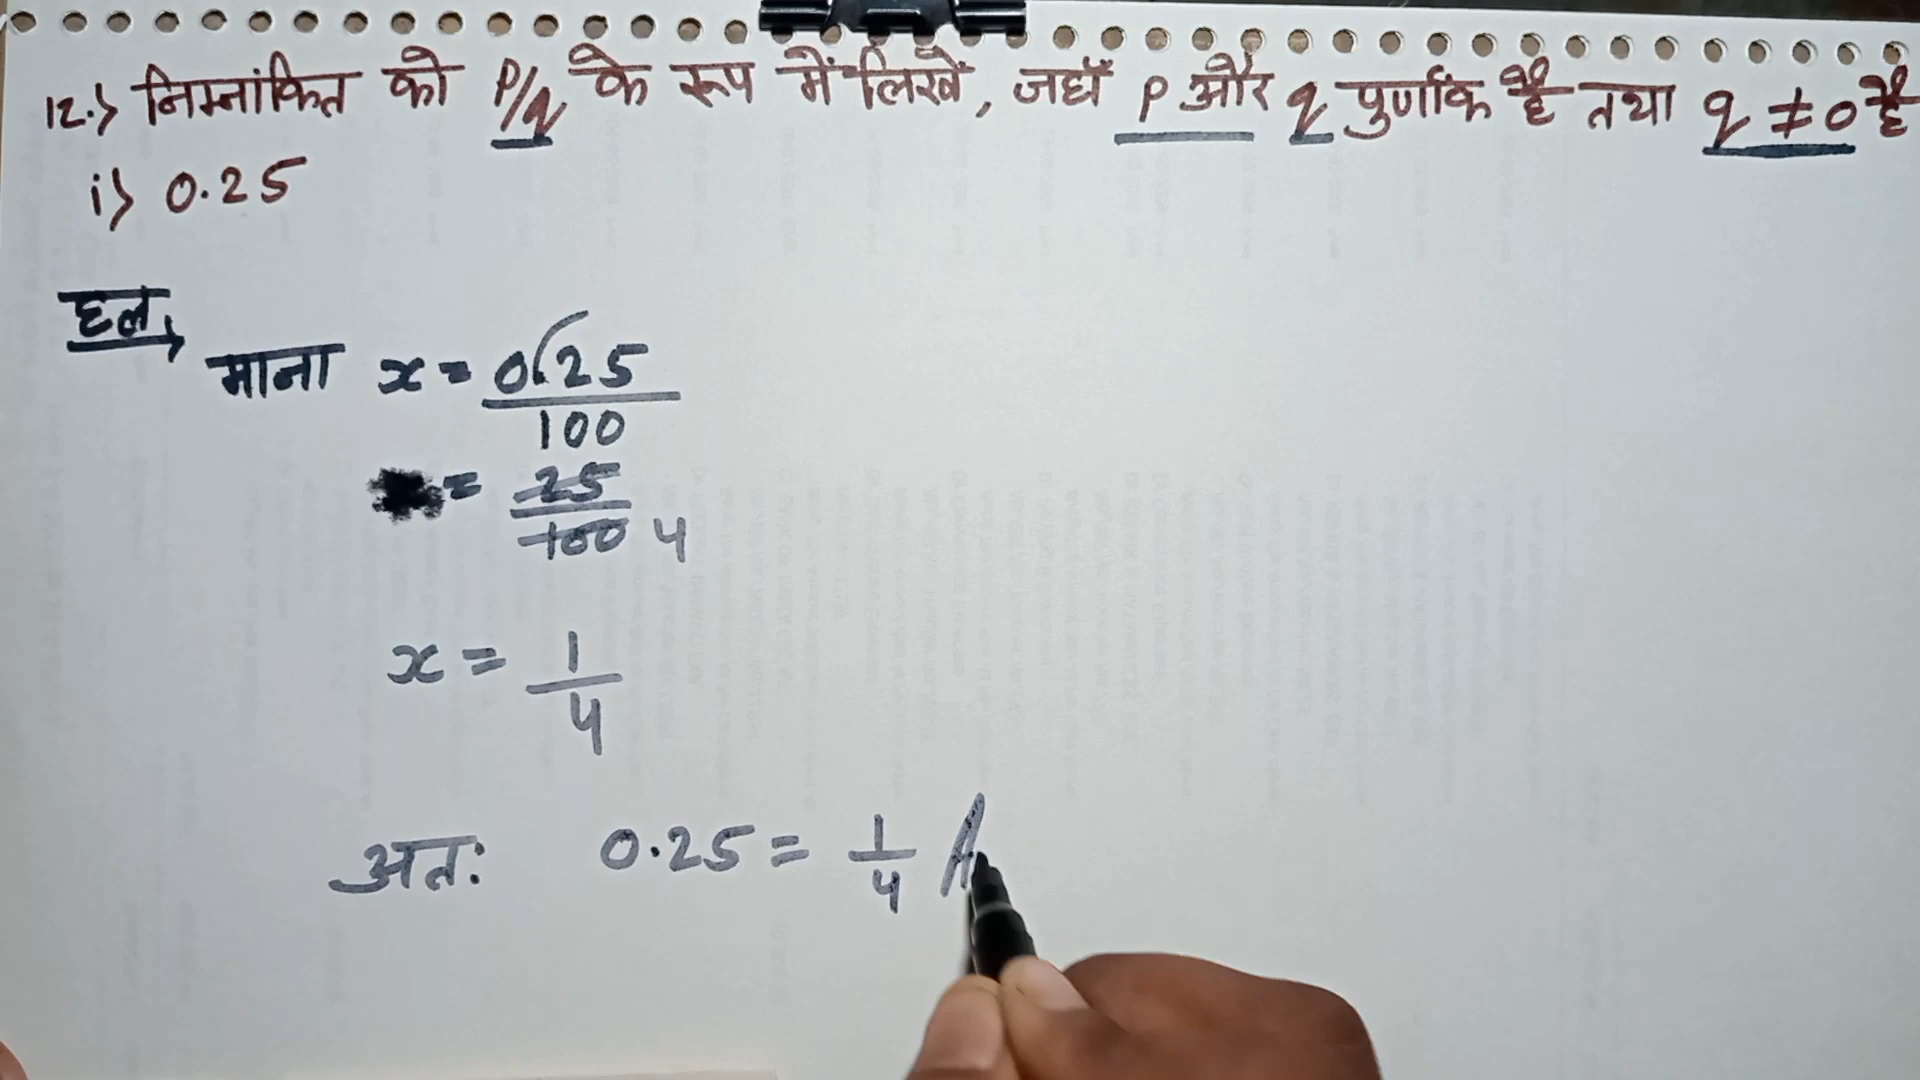 12.) निम्नांकित को P/q के रूप में लिखें, जहाँ P और q पुर्णांक है तथा q ≠ 0 है
i) 0.25
हल→
माना x = 0.25
100
= 25
100 4
x = 1
4
अतः 0.25 = 1/4 A